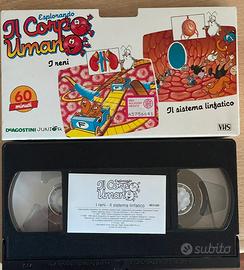 Esplorando
Il Corpo
Umano
I reni
60
minuti
Il sistema linfatico
DeAGOSTINI JUNIOR
VHS
Esplorando
Il Corpo
Umano
I reni - Il sistema linfatico
subito